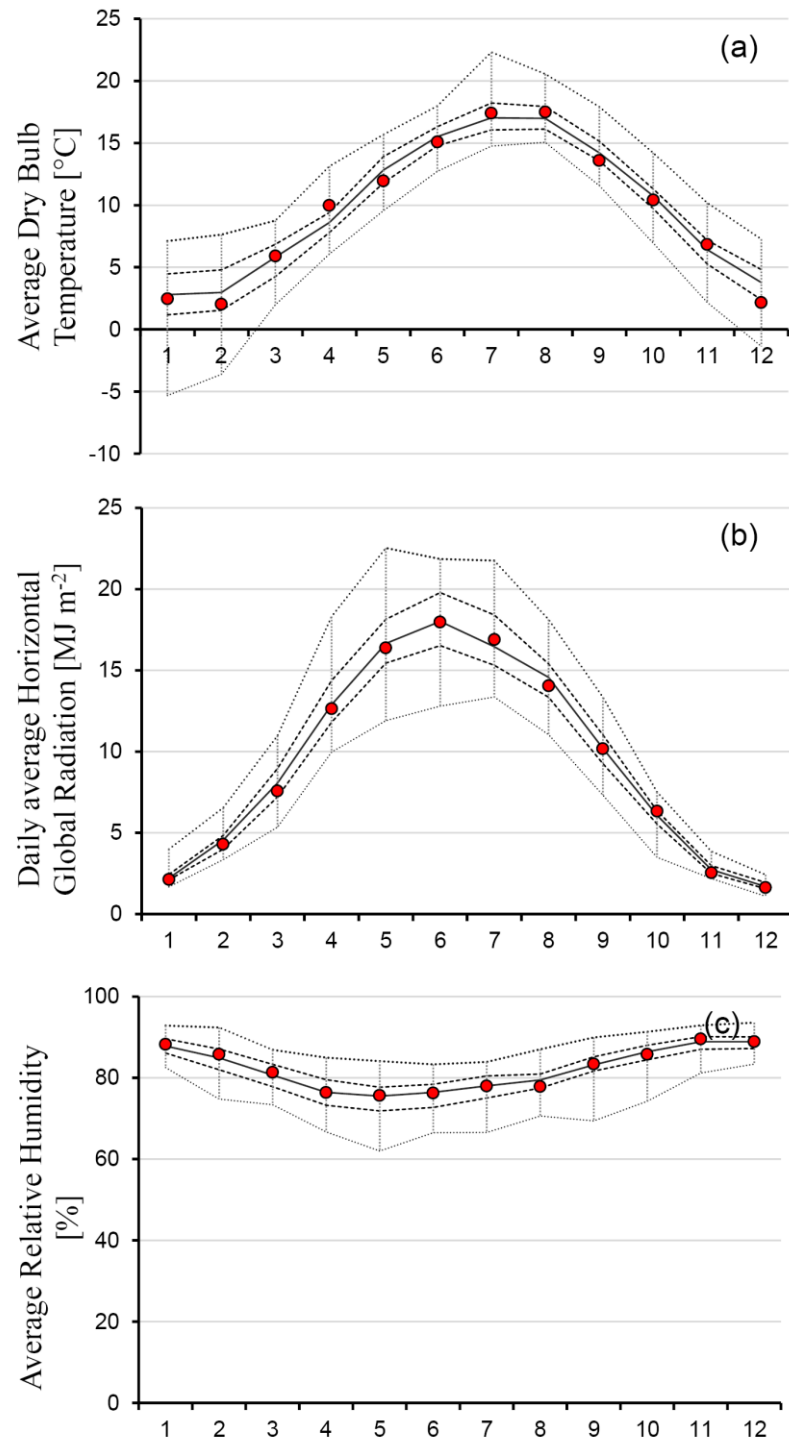 (a)
Average Dry Bulb
Temperature [°C]
25
20
15
10
5
0
-5
-10
1 2 3 4 5 6 7 8 9 10 11 12
(b)
Daily average Horizontal
Global Radiation [MJ m-2]
25
20
15
10
5
0
1 2 3 4 5 6 7 8 9 10 11 12
(c)
Average Relative Humidity
[%]
100
80
60
40
20
0
1 2 3 4 5 6 7 8 9 10 11 12